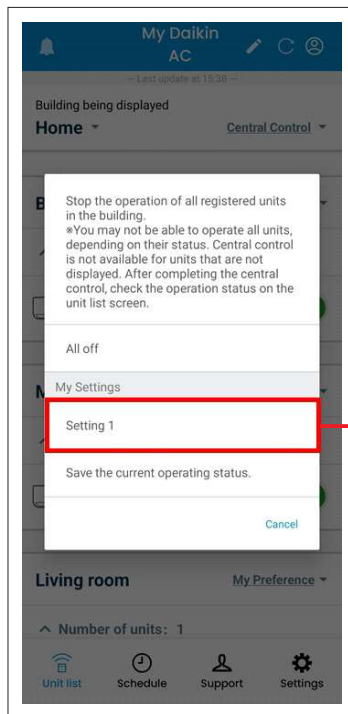 My Daikin
AC
— Last update at 15:30 —
Building being displayed
Home
Central Control
B
Stop the operation of all registered units
in the building.
※You may not be able to operate all units,
depending on their status. Central control
is not available for units that are not
displayed. After completing the central
control, check the operation status on the
unit list screen.
All off
M
My Settings
Setting 1
Save the current operating status.
Cancel
Living room
My Preference
Number of units: 1
Unit list
Schedule
Support
Settings